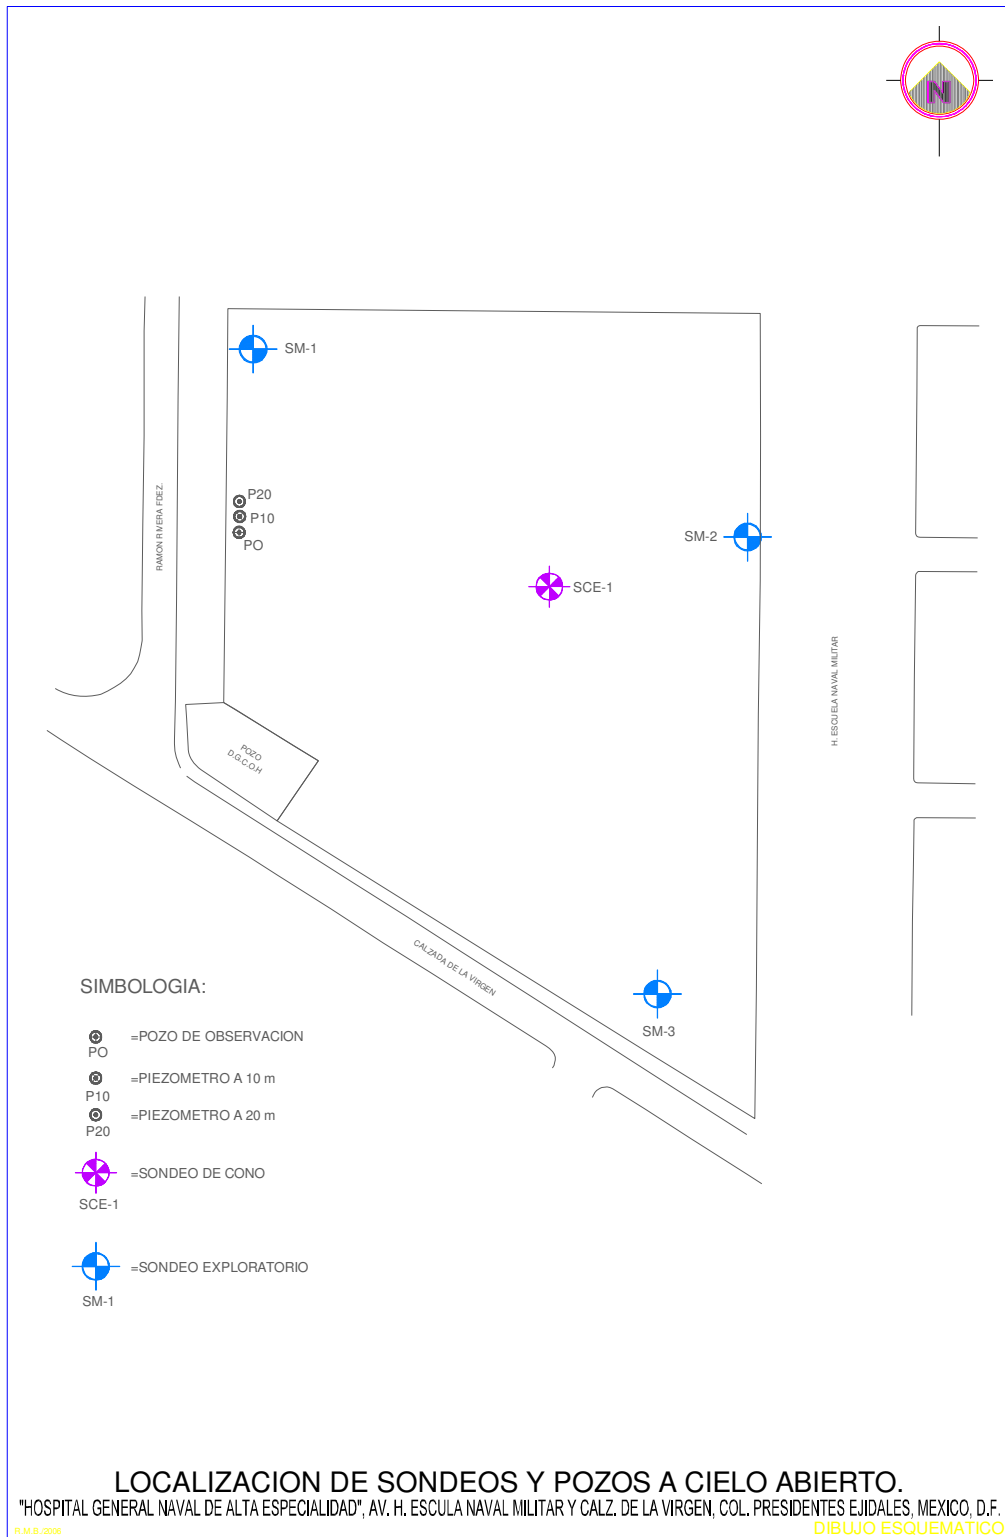 N
SM-1
P20
P10
PO
RAMON RIVERA FDEZ.
SM-2
SCE-1
H. ESCUELA NAVAL MILITAR
POZO
D.G.C.O.H
CALZADA DE LA VIRGEN
SM-3
SIMBOLOGIA:
=POZO DE OBSERVACION
PO
=PIEZOMETRO A 10 m
P10
=PIEZOMETRO A 20 m
P20
=SONDEO DE CONO
SCE-1
=SONDEO EXPLORATORIO
SM-1
LOCALIZACION DE SONDEOS Y POZOS A CIELO ABIERTO.
"HOSPITAL GENERAL NAVAL DE ALTA ESPECIALIDAD", AV. H. ESCULA NAVAL MILITAR Y CALZ. DE LA VIRGEN, COL. PRESIDENTES EJIDALES, MEXICO, D.F.
DIBUJO ESQUEMATICO